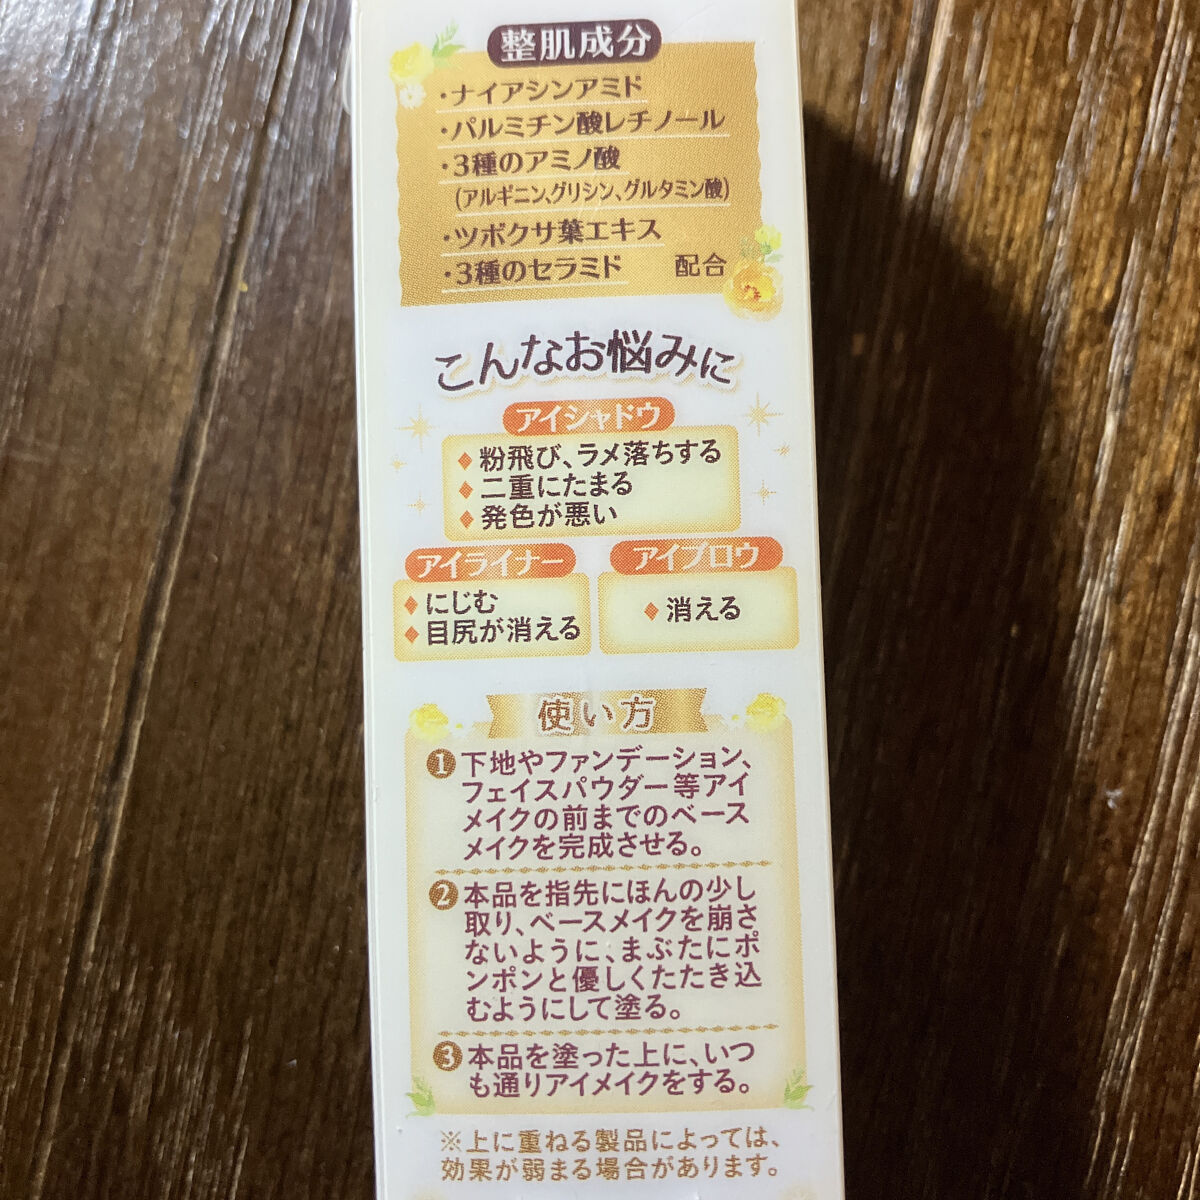 整肌成分
・ナイアシンアミド
・パルミチン酸レチノール
・3種のアミノ酸
(アルギニン、グリシン、グルタミン酸)
・ツボクサ葉エキス
・3種のセラミド 配合
こんなお悩みに
アイシャドウ
◆粉飛び、ラメ落ちする
◆二重にたまる
◆発色が悪い
アイライナー
◆にじむ
◆目尻が消える
アイブロウ
◆消える
使い方
❶下地やファンデーション、
フェイスパウダー等アイ
メイクの前までのベース
メイクを完成させる。
❷本品を指先にほんの少し
取り、ベースメイクを崩さ
ないように、まぶたにポ
ンポンと優しくたたき込
むようにして塗る。
❸本品を塗った上に、いつ
も通りアイメイクをする。
※上に重ねる製品によっては、
効果が弱まる場合があります。